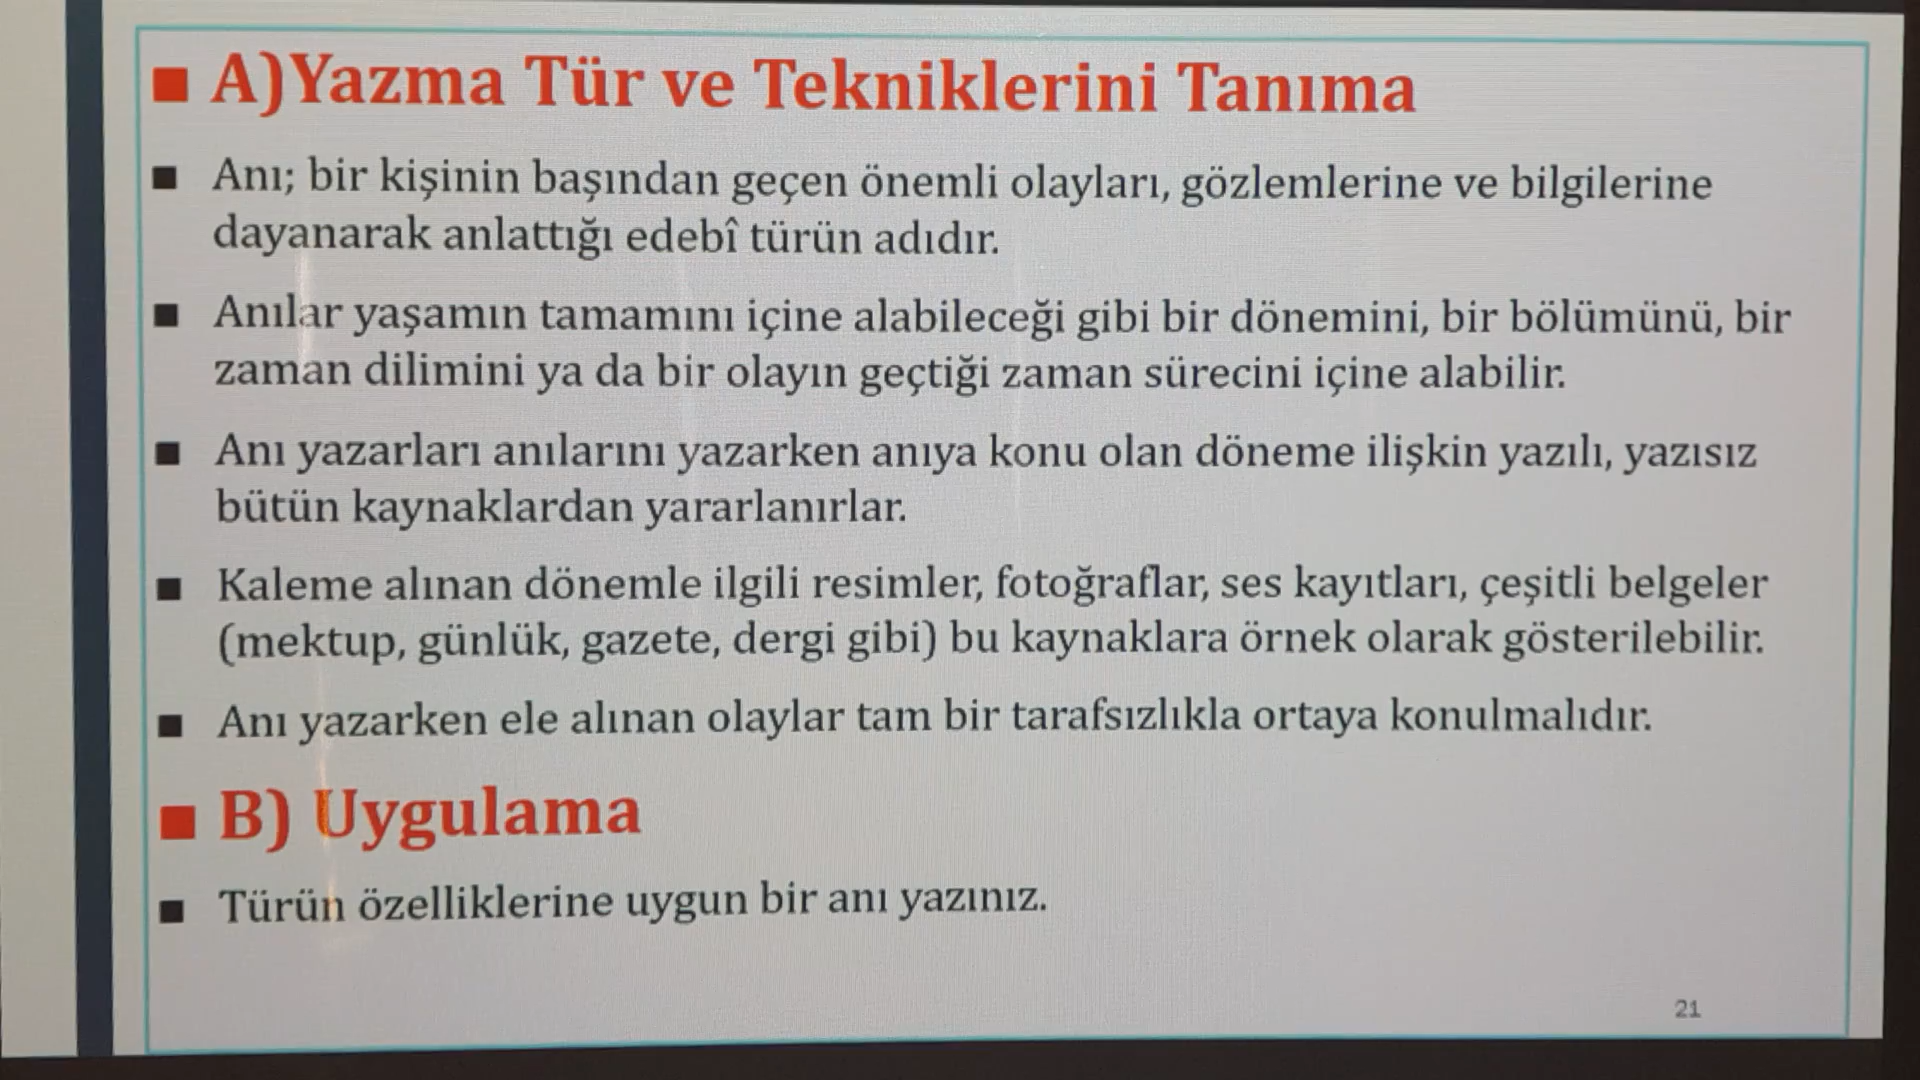 ■ A)Yazma Tür ve Tekniklerini Tanıma
■ Anı; bir kişinin başından geçen önemli olayları, gözlemlerine ve bilgilerine
dayanarak anlattığı edebî türün adıdır.
■ Anılar yaşamın tamamını içine alabileceği gibi bir dönemini, bir bölümünü, bir
zaman dilimini ya da bir olayın geçtiği zaman sürecini içine alabilir.
■ Anı yazarları anılarını yazarken anıya konu olan döneme ilişkin yazılı, yazısız
bütün kaynaklardan yararlanırlar.
■ Kaleme alınan dönemle ilgili resimler, fotoğraflar, ses kayıtları, çeşitli belgeler
(mektup, günlük, gazete, dergi gibi) bu kaynaklara örnek olarak gösterilebilir.
■ Anı yazarken ele alınan olaylar tam bir tarafsızlıkla ortaya konulmalıdır.
■ B) Uygulama
■ Türün özelliklerine uygun bir anı yazınız.
21